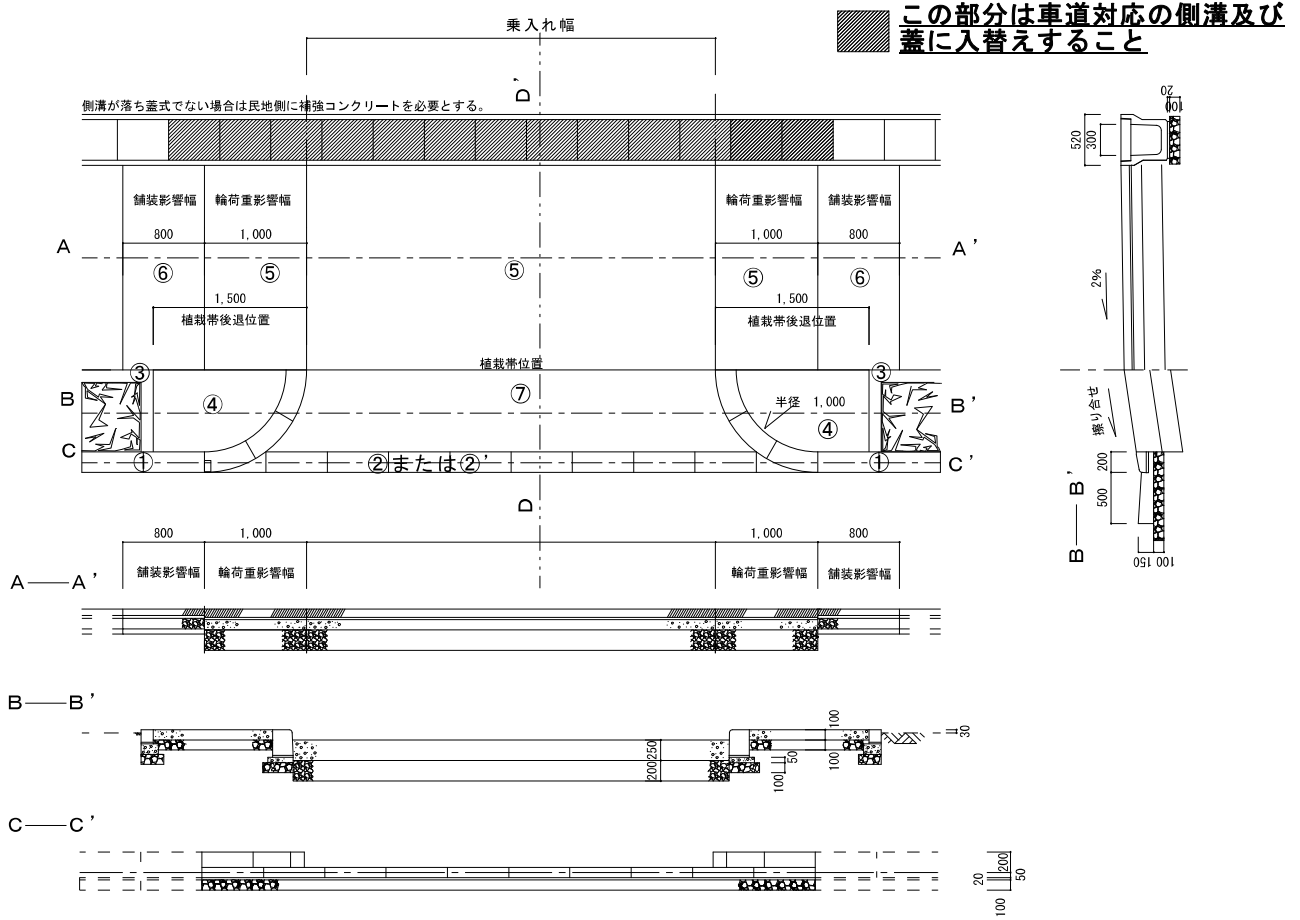 この部分は車道対応の側溝及び
蓋に入替えすること
乗入れ幅
D'
側溝が落ち蓋式でない場合は民地側に補強コンクリートを必要とする。
舗装影響幅
輪荷重影響幅
輪荷重影響幅
舗装影響幅
800
1,000
1,000
800
A
A'
⑥
⑤
⑤
⑤
⑥
1,500
1,500
植栽帯後退位置
植栽帯後退位置
植栽帯位置
③
③
⑦
B
④
半径 1,000
B'
④
C
①
②または②'
①
C'
D
800
1,000
1,000
800
A A'
舗装影響幅
輪荷重影響幅
輪荷重影響幅
舗装影響幅
B B'
100
30
250
200
50
100
100
C C'
200
50
20
100
20
100
520
300
2%
擦り合せ
200
500
B B'
150
100